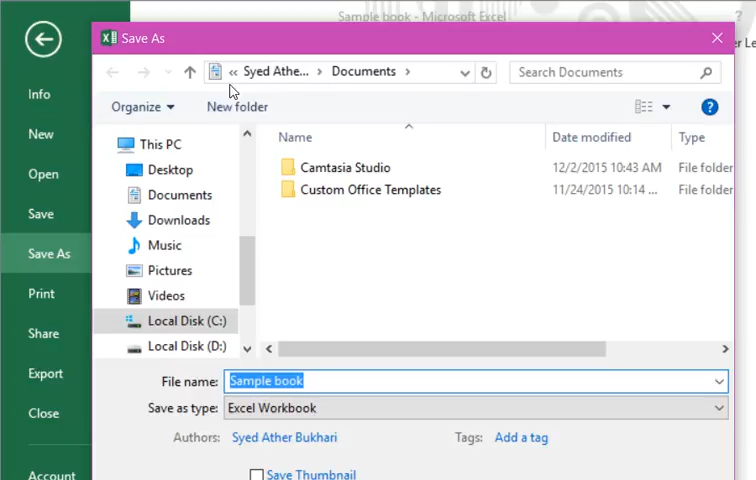 Sample book - Microsoft Excel
?
Save As
er Le
« Syed Athe... > Documents >
Search Documents
Organize
New folder
?
Info
New
Open
Save
Save As
Print
Share
Export
Close
Account
This PC
Desktop
Documents
Downloads
Music
Pictures
Videos
Local Disk (C:)
Local Disk (D:)
Name
Date modified
Type
Camtasia Studio
12/2/2015 10:43 AM
File folder
Custom Office Templates
11/24/2015 10:14 ...
File folder
File name:
Sample book
Save as type:
Excel Workbook
Authors:
Syed Ather Bukhari
Tags:
Add a tag
Save Thumbnail